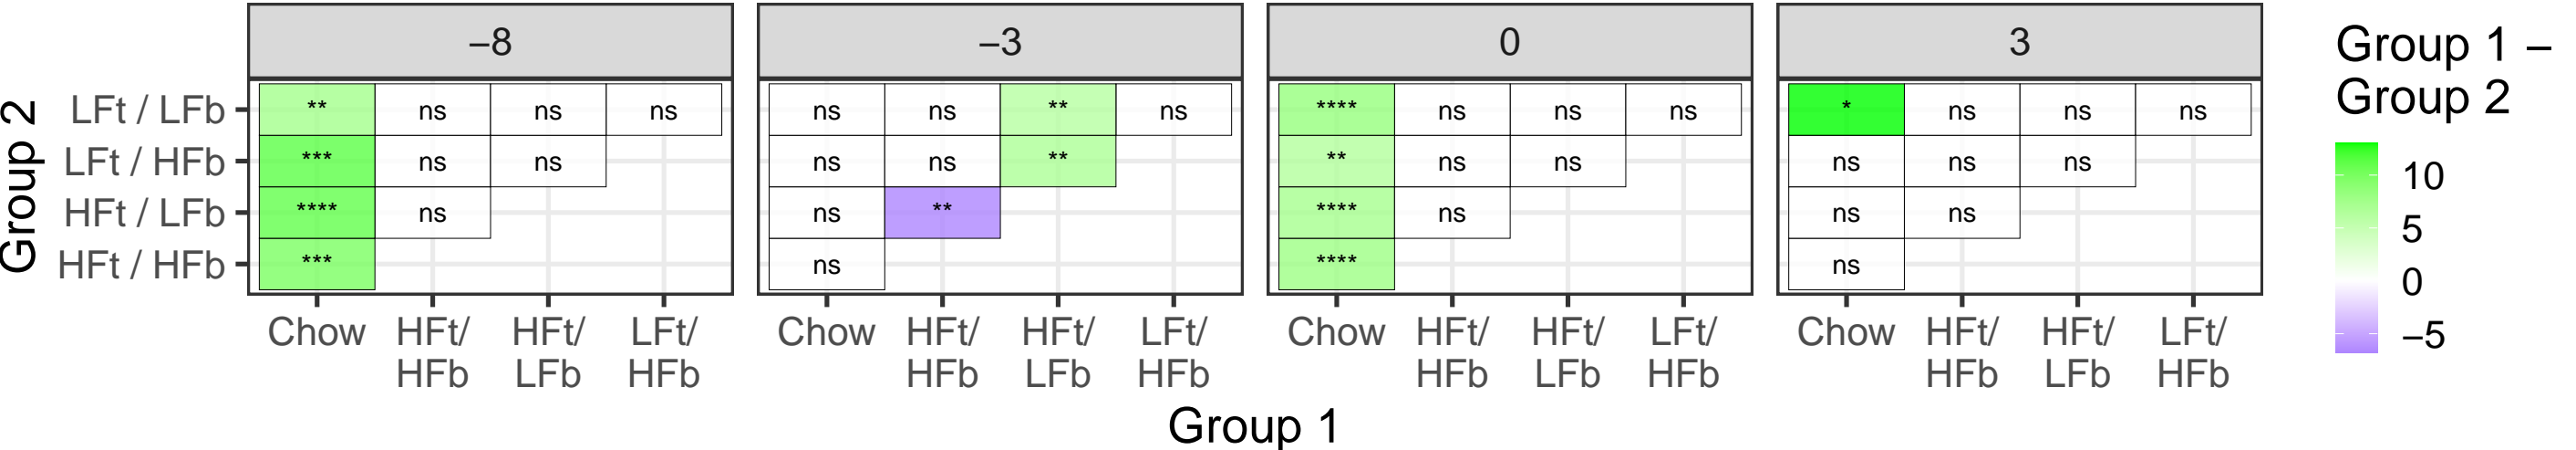 −8 −3 0 3
Group 1 −
Group 2
LFt / LFb ** ns ns ns ns ns ** ns **** ns ns ns * ns ns ns
LFt / HFb *** ns ns ns ns ** ** ns ns ns ns ns
HFt / LFb **** ns ns ** **** ns ns ns
HFt / HFb *** ns **** ns
Group 2
10
5
0
−5
Chow HFt/ HFt/ LFt/ Chow HFt/ HFt/ LFt/ Chow HFt/ HFt/ LFt/ Chow HFt/ HFt/ LFt/
HFb LFb HFb HFb LFb HFb HFb LFb HFb HFb LFb HFb
Group 1